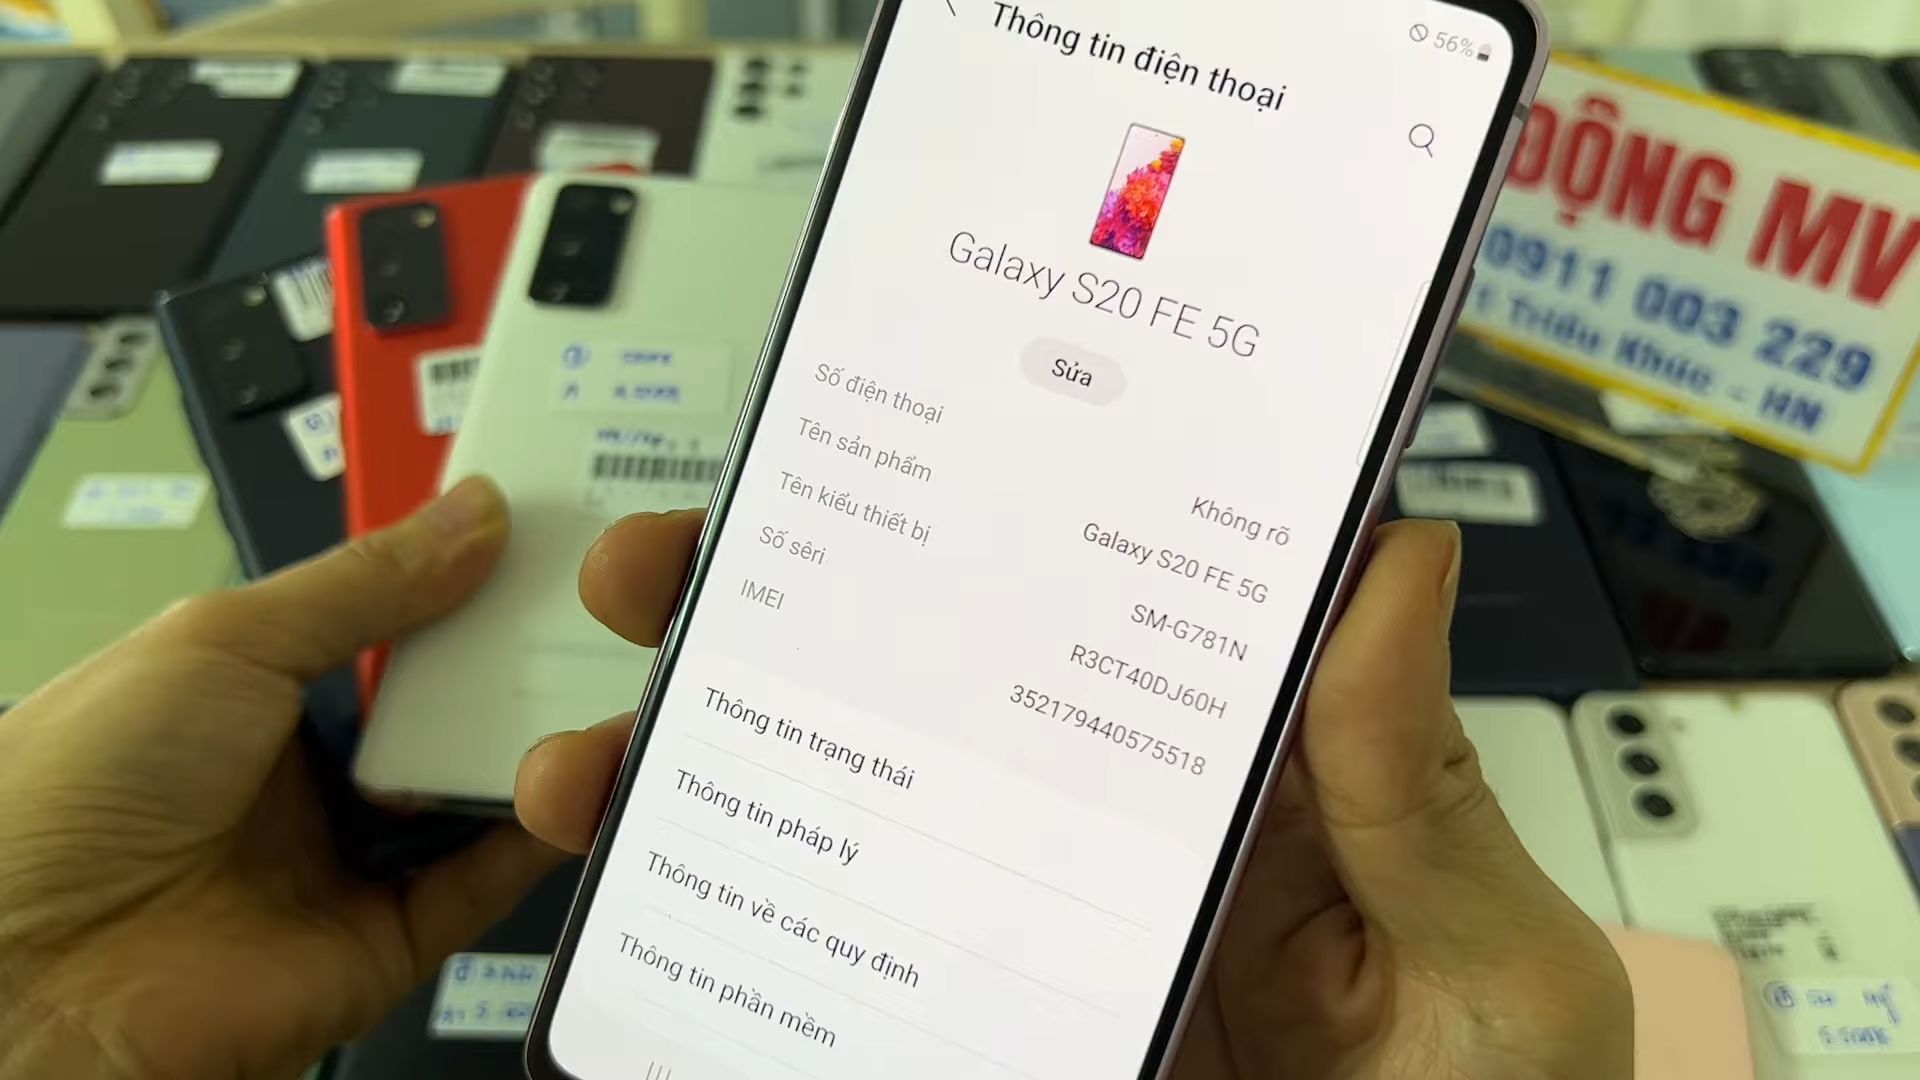 Thông tin điện thoại
56%
Galaxy S20 FE 5G
Sửa
Số điện thoại
Không rõ
Tên sản phẩm
Galaxy S20 FE 5G
Tên kiểu thiết bị
SM-G781N
Số sêri
R3CT40DJ60H
IMEI
352179440575518
Thông tin trạng thái
Thông tin pháp lý
Thông tin về các quy định
Thông tin phần mềm
ĐỘNG MV
0911 003 229
1 Triều Khúc - HN